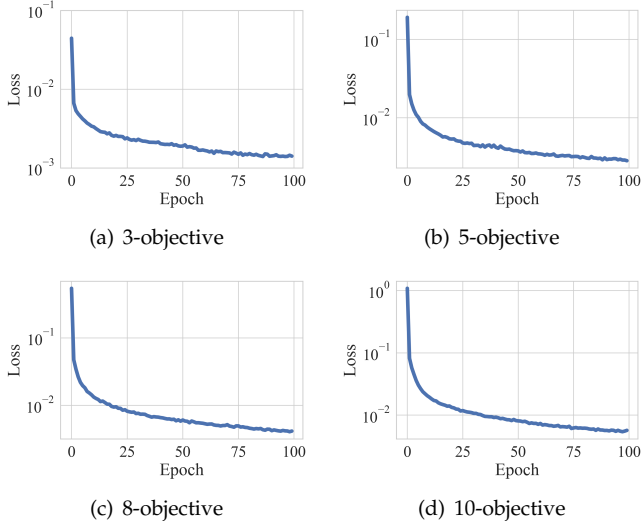 10⁻¹
10⁻²
10⁻³
Loss
0 25 50 75 100
Epoch
(a) 3-objective
10⁻¹
10⁻²
Loss
0 25 50 75 100
Epoch
(b) 5-objective
10⁻¹
10⁻²
Loss
0 25 50 75 100
Epoch
(c) 8-objective
10⁰
10⁻¹
10⁻²
Loss
0 25 50 75 100
Epoch
(d) 10-objective